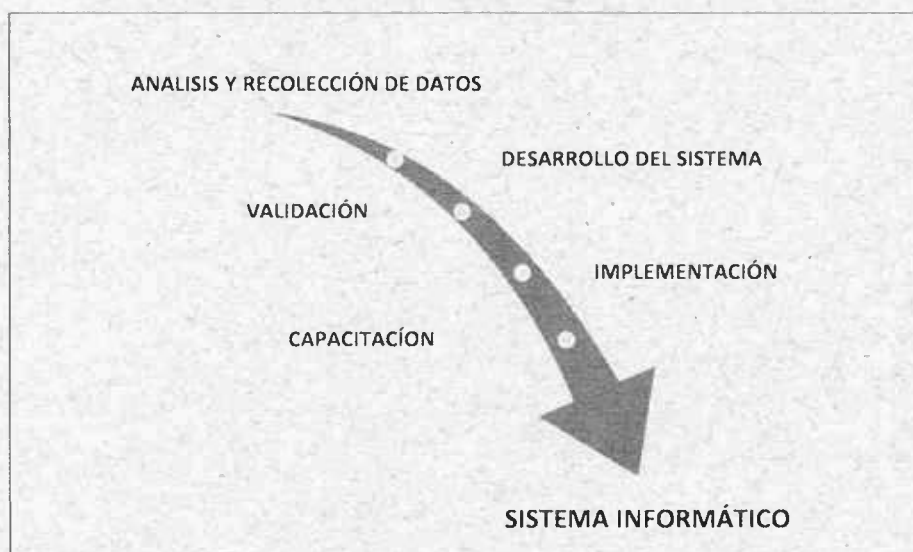 ANALISIS Y RECOLECCIÓN DE DATOS
DESARROLLO DEL SISTEMA
VALIDACIÓN
IMPLEMENTACIÓN
CAPACITACÍON
SISTEMA INFORMÁTICO